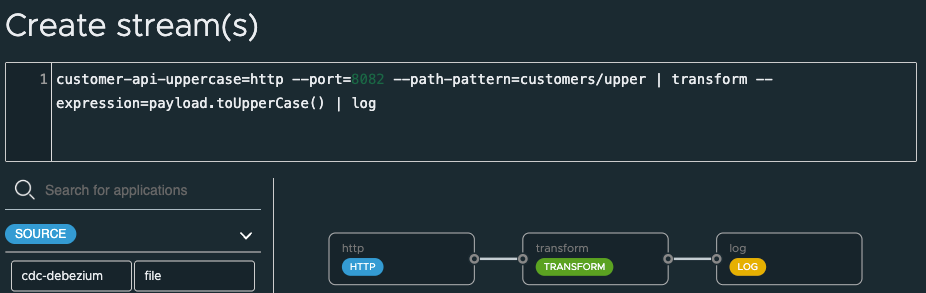 Create stream(s)
1 customer-api-uppercase=http --port=8082 --path-pattern=customers/upper | transform --
expression=payload.toUpperCase() | log
Search for applications
SOURCE
cdc-debezium file
http transform log
HTTP TRANSFORM LOG